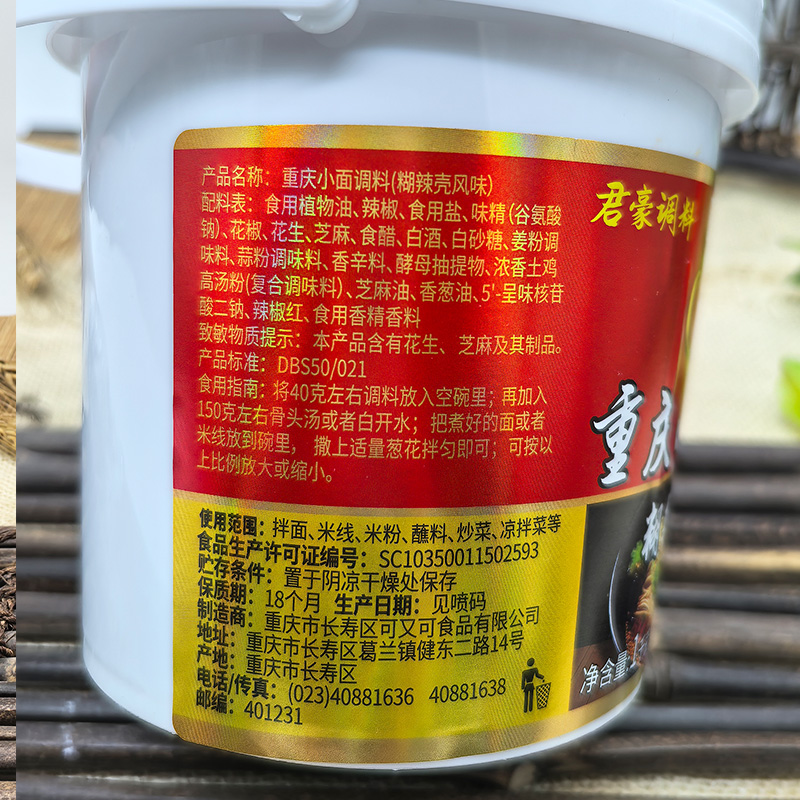 产品名称：重庆小面调料(糊辣壳风味)
配料表：食用植物油、辣椒、食用盐、味精(谷氨酸
钠)、花椒、花生、芝麻、食醋、白酒、白砂糖、姜粉调
味料、蒜粉调味料、香辛料、酵母抽提物、浓香土鸡
高汤粉(复合调味料)、芝麻油、香葱油、5'-呈味核苷
酸二钠、辣椒红、食用香精香料
致敏物质提示：本产品含有花生、芝麻及其制品。
产品标准：DBS50/021
食用指南：将40克左右调料放入空碗里；再加入
150克左右骨头汤或者白开水；把煮好的面或者
米线放到碗里，撒上适量葱花拌匀即可；可按以
上比例放大或缩小。
使用范围：拌面、米线、米粉、蘸料、炒菜、凉拌菜等
食品生产许可证编号：SC10350011502593
贮存条件：置于阴凉干燥处保存
保质期：18个月 生产日期：见喷码
制造商：重庆市长寿区可又可食品有限公司
地址：重庆市长寿区葛兰镇健东二路14号
产地：重庆市长寿区
电话/传真：(023)40881636 40881638
邮编：401231
君豪调料
重庆
净含量